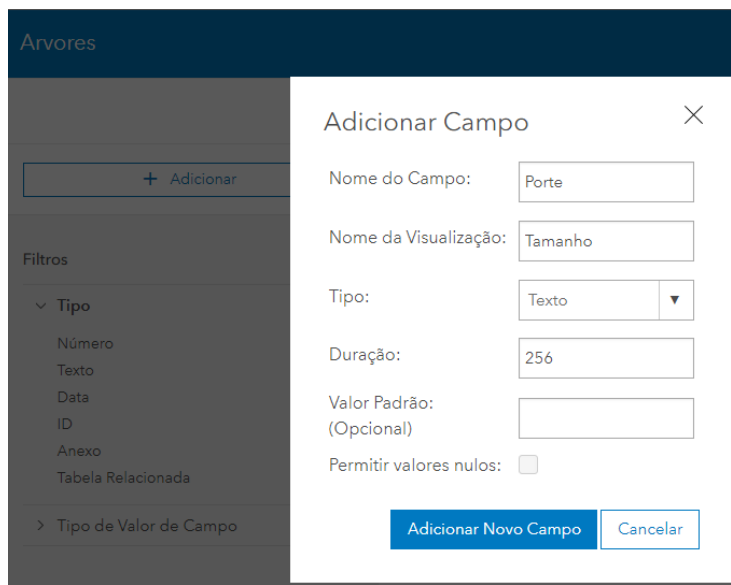 Arvores
+ Adicionar
Filtros
Tipo
Número
Texto
Data
ID
Anexo
Tabela Relacionada
Tipo de Valor de Campo
Adicionar Campo
Nome do Campo: Porte
Nome da Visualização: Tamanho
Tipo: Texto
Duração: 256
Valor Padrão:
(Opcional)
Permitir valores nulos:
Adicionar Novo Campo Cancelar